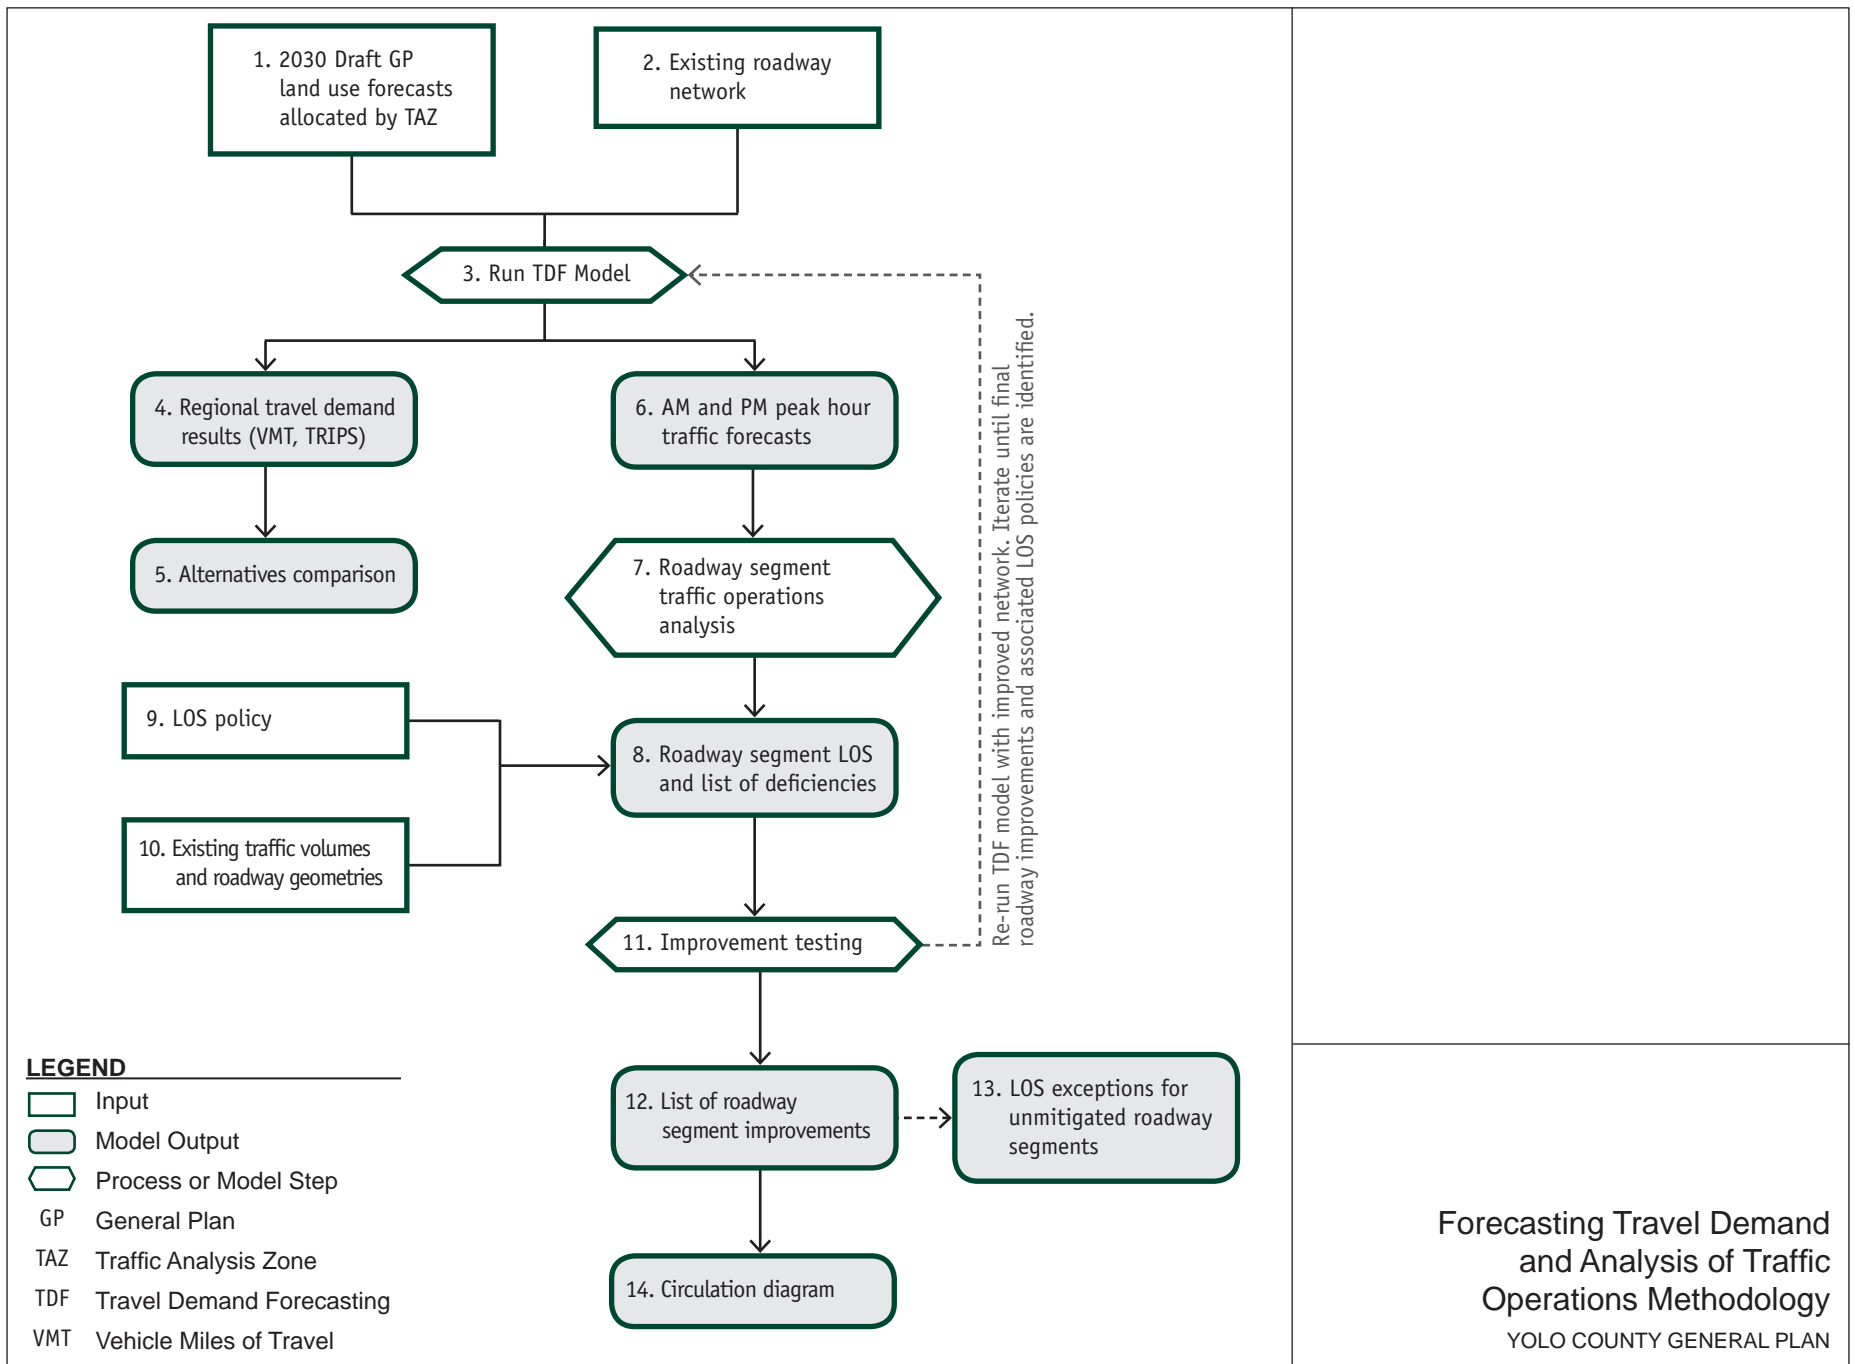 1. 2030 Draft GP
land use forecasts
allocated by TAZ
2. Existing roadway
network
3. Run TDF Model
4. Regional travel demand
results (VMT, TRIPS)
6. AM and PM peak hour
traffic forecasts
5. Alternatives comparison
7. Roadway segment
traffic operations
analysis
9. LOS policy
8. Roadway segment LOS
and list of deficiencies
10. Existing traffic volumes
and roadway geometries
11. Improvement testing
Re-run TDF model with improved network. Iterate until final
roadway improvements and associated LOS policies are identified.
12. List of roadway
segment improvements
13. LOS exceptions for
unmitigated roadway
segments
14. Circulation diagram
LEGEND
Input
Model Output
Process or Model Step
GP General Plan
TAZ Traffic Analysis Zone
TDF Travel Demand Forecasting
VMT Vehicle Miles of Travel
Forecasting Travel Demand
and Analysis of Traffic
Operations Methodology
YOLO COUNTY GENERAL PLAN